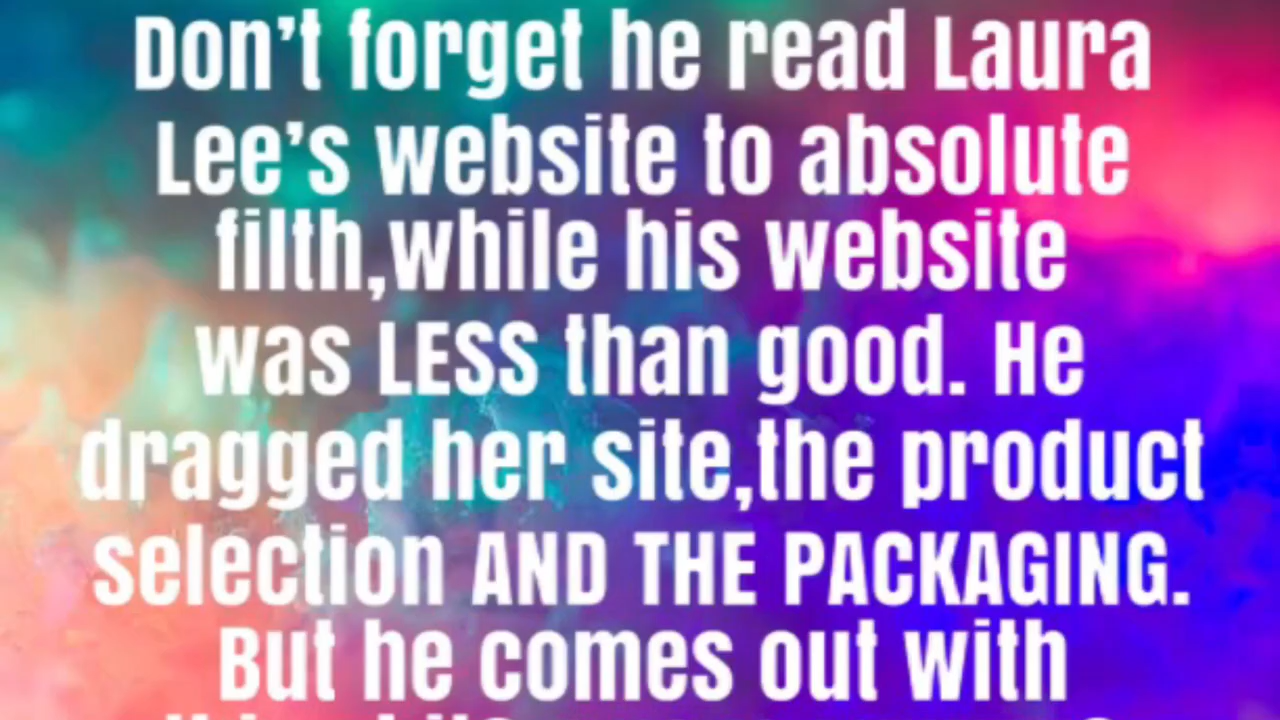 Don’t forget he read Laura
Lee’s website to absolute
filth,while his website
was LESS than good. He
dragged her site,the product
selection AND THE PACKAGING.
But he comes out with